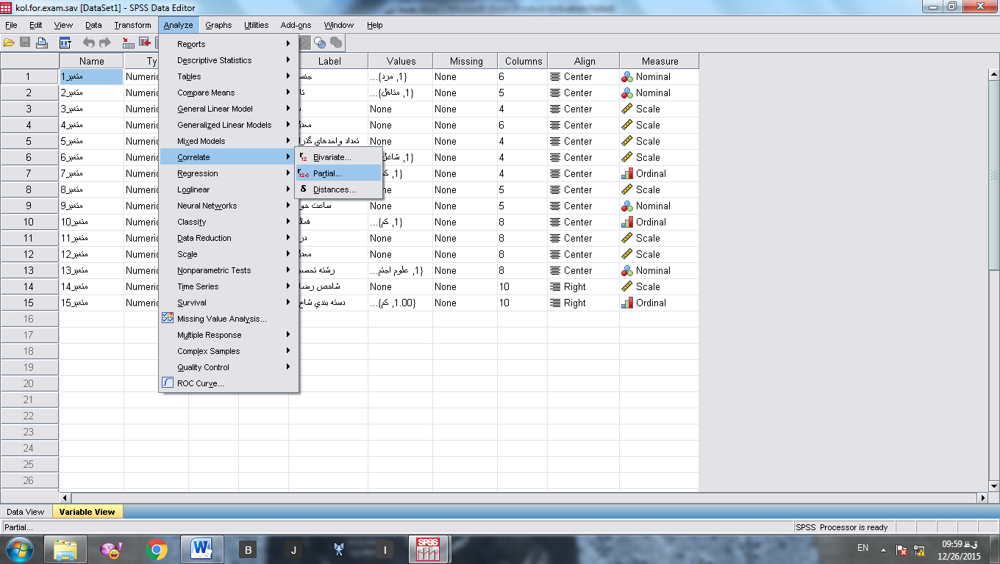 kol.for.exam.sav [DataSet1] - SPSS Data Editor
File Edit View Data Transform Analyze Graphs Utilities Add-ons Window Help
Name Ty Label Values Missing Columns Align Measure
Reports
Descriptive Statistics
Tables
Compare Means
General Linear Model
Generalized Linear Models
Mixed Models
Correlate
Regression
Loglinear
Neural Networks
Classify
Data Reduction
Scale
Nonparametric Tests
Time Series
Survival
Missing Value Analysis...
Multiple Response
Complex Samples
Quality Control
ROC Curve...
Bivariate...
Partial...
Distances...
1 متغیر1 Numeric جنس {1, مرد}... None 6 Center Nominal
2 متغیر2 Numeric {1, متاهل}... None 5 Center Nominal
3 متغیر3 Numeric None None 4 Center Scale
4 متغیر4 Numeric معدل None None 6 Center Scale
5 متغیر5 Numeric تعداد واحدهاي گذرا None None 4 Center Scale
6 متغیر6 Numeric {1, شاغل None 4 Center Scale
7 متغیر7 Numeric None 4 Center Ordinal
8 متغیر8 Numeric None 5 Center Scale
9 متغیر9 Numeric ساعت خو None None 5 Center Nominal
10 متغیر10 Numeric فعال {1, کم}... None 8 Center Ordinal
11 متغیر11 Numeric در None None 8 Center Scale
12 متغیر12 Numeric معدل None None 8 Center Scale
13 متغیر13 Numeric رشته تحصی {1, علوم اجتم... None 8 Center Nominal
14 متغیر14 Numeric شاخص رضا None None 10 Right Scale
15 متغیر15 Numeric دسته بندي شاخ {1.00, کم}... None 10 Right Ordinal
16
17
18
19
20
21
22
23
24
25
26
Data View Variable View
Partial... SPSS Processor is ready
B J I SPSS EN 09:59 ق.ظ
12/26/2015